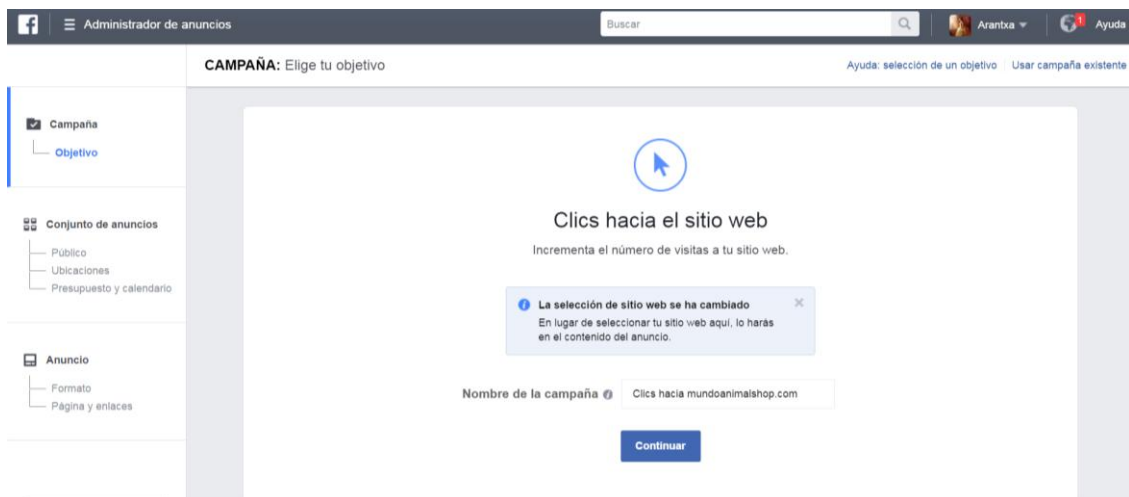 Administrador de anuncios
Buscar
Arantxa
1
Ayuda
CAMPAÑA: Elige tu objetivo
Ayuda: selección de un objetivo
Usar campaña existente
Campaña
Objetivo
Conjunto de anuncios
Público
Ubicaciones
Presupuesto y calendario
Anuncio
Formato
Página y enlaces
Clics hacia el sitio web
Incrementa el número de visitas a tu sitio web.
La selección de sitio web se ha cambiado
En lugar de seleccionar tu sitio web aquí, lo harás
en el contenido del anuncio.
Nombre de la campaña
Clics hacia mundoanimalshop.com
Continuar